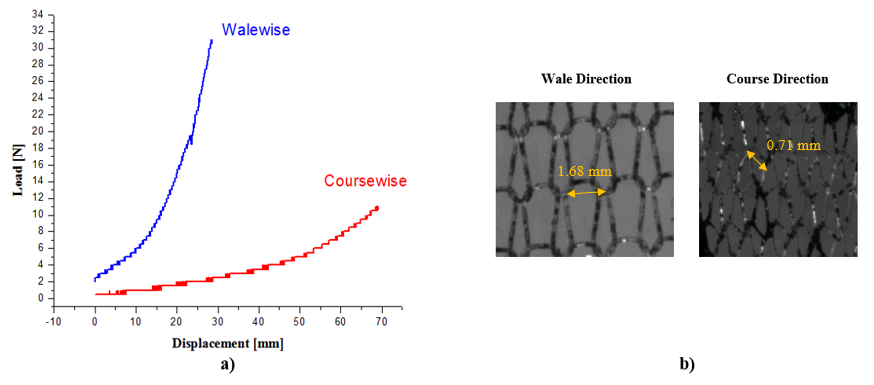 34
32
30
28
26
24
22
20
18
16
14
12
10
8
6
4
2
0
Load [N]
Walewise
Coursewise
-10 0 10 20 30 40 50 60 70
Displacement [mm]
a)
Wale Direction
Course Direction
1.68 mm
0.71 mm
b)